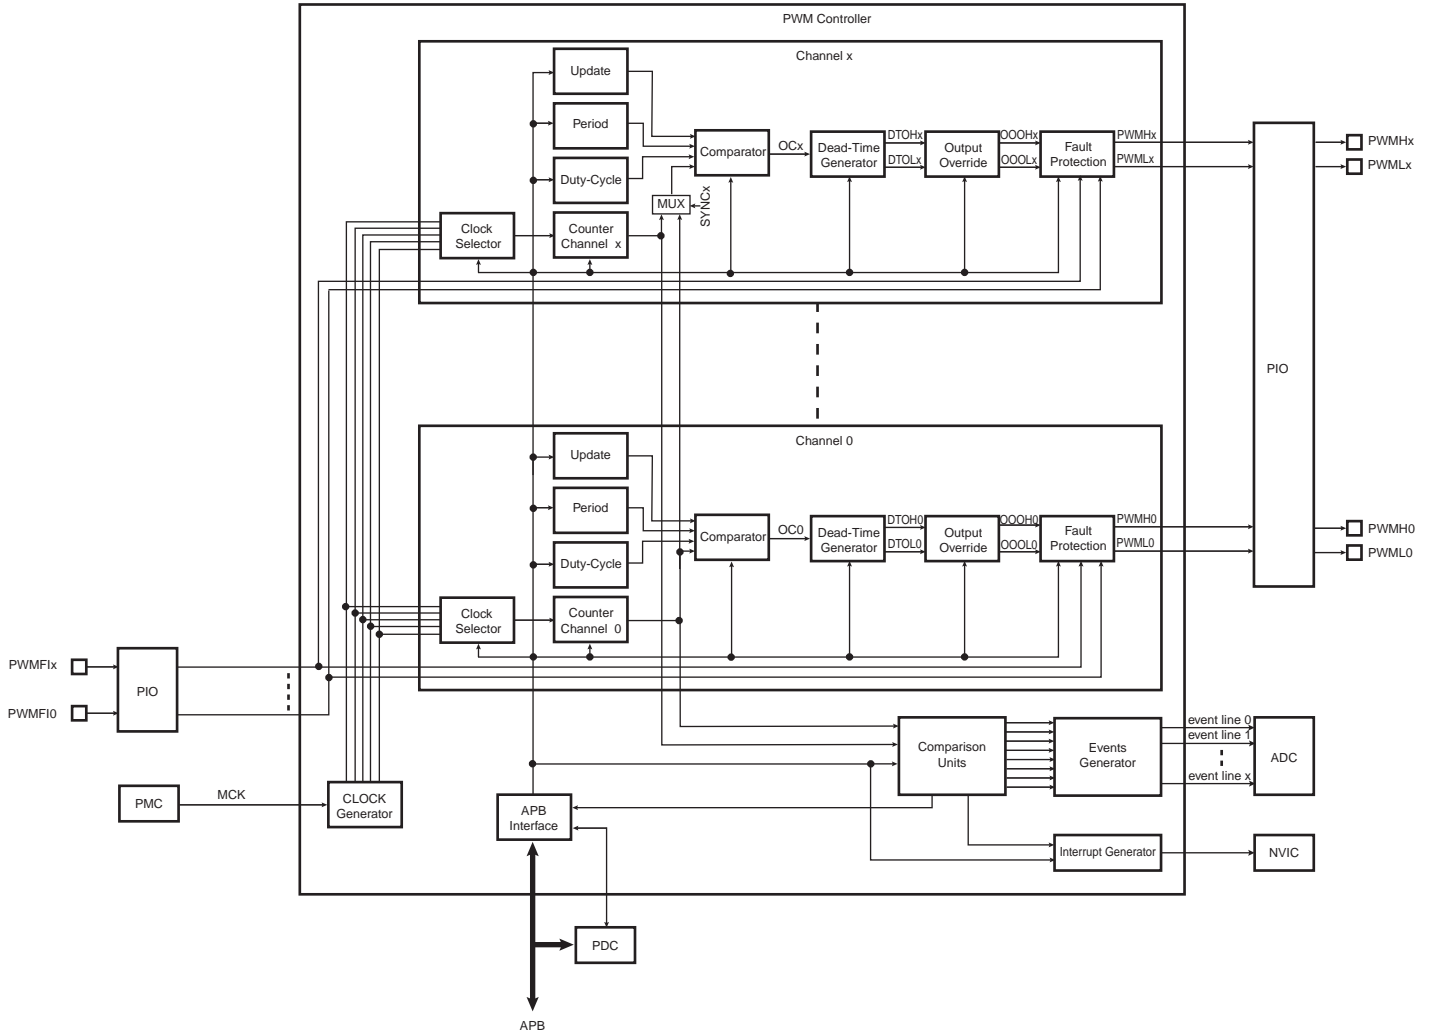 PWM Controller
Channel x
Update
Period
Duty-Cycle
Clock
Selector
Counter
Channel x
MUX
SYNCx
Comparator
OCx
Dead-Time
Generator
DTOHx
DTOLx
Output
Override
OOOHx
OOOLx
Fault
Protection
PWMHx
PWMLx
PIO
PWMHx
PWMLx
Channel 0
Update
Period
Duty-Cycle
Clock
Selector
Counter
Channel 0
Comparator
OC0
Dead-Time
Generator
DTOH0
DTOL0
Output
Override
OOOH0
OOOL0
Fault
Protection
PWMH0
PWML0
PWMH0
PWML0
PWMFIx
PWMFI0
PIO
PMC
MCK
CLOCK
Generator
APB
Interface
Comparison
Units
Events
Generator
event line 0
event line 1
event line x
ADC
Interrupt Generator
NVIC
PDC
APB